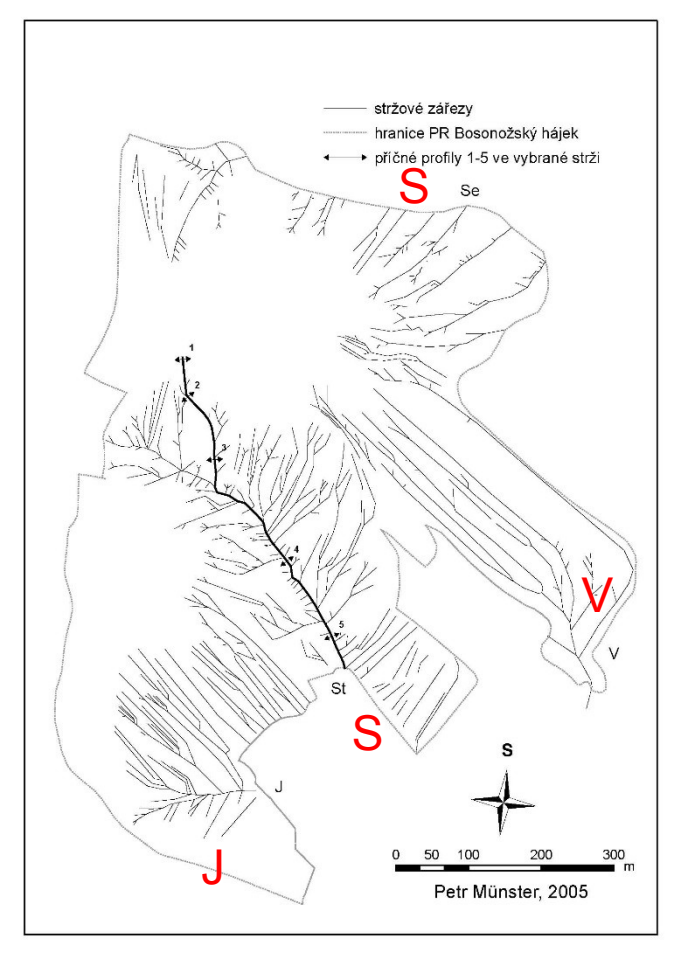 stržové zářezy
hranice PR Bosonožský hájek
příčné profily 1-5 ve vybrané strži
S
Se
1
2
3
4
5
V
V
St
S
S
J
J
0 50 100 200 300
m
Petr Münster, 2005